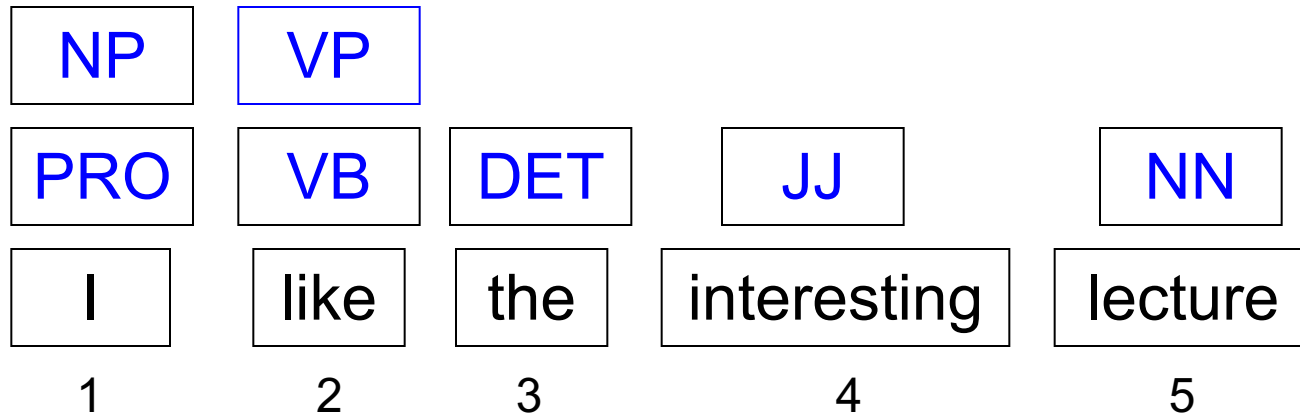 NP VP
PRO VB DET JJ NN
I like the interesting lecture
1 2 3 4 5